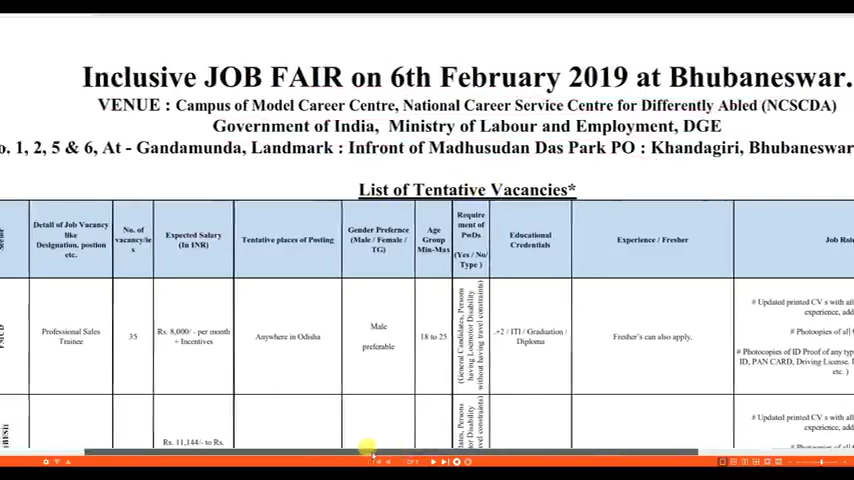 Inclusive JOB FAIR on 6th February 2019 at Bhubaneswar.
VENUE : Campus of Model Career Centre, National Career Service Centre for Differently Abled (NCSCDA)
Government of India, Ministry of Labour and Employment, DGE
o. 1, 2, 5 & 6, At - Gandamunda, Landmark : Infront of Madhusudan Das Park PO : Khandagiri, Bhubaneswar
List of Tentative Vacancies*
Detail of Job Vacancy
like
Designation, postion
etc.
No. of
vacancy/ie
s
Expected Salary
(In INR)
Tentative places of Posting
Gender Prefernce
(Male / Female /
TG)
Age
Group
Min-Max
Require
ment of
PwDs
(Yes / No/
Type )
Educational
Credentials
Experience / Fresher
Job Role
Professional Sales
Trainee
35
Rs. 8,000/- per month
+ Incentives
Anywhere in Odisha
Male
preferable
18 to 25
(General Candidates, Persons
having Locmotor Disability
without having travel constraints)
.+2 / ITI / Graduation /
Diploma
Fresher's can also apply,
# Updated printed CV s with all
experience, add
# Photoopies of all
# Photocopies of ID Proof of any typ
ID, PAN CARD, Driving License.
etc. )
Rs. 11,144/- to Rs.
# Updated printed CV s with all
experience, add